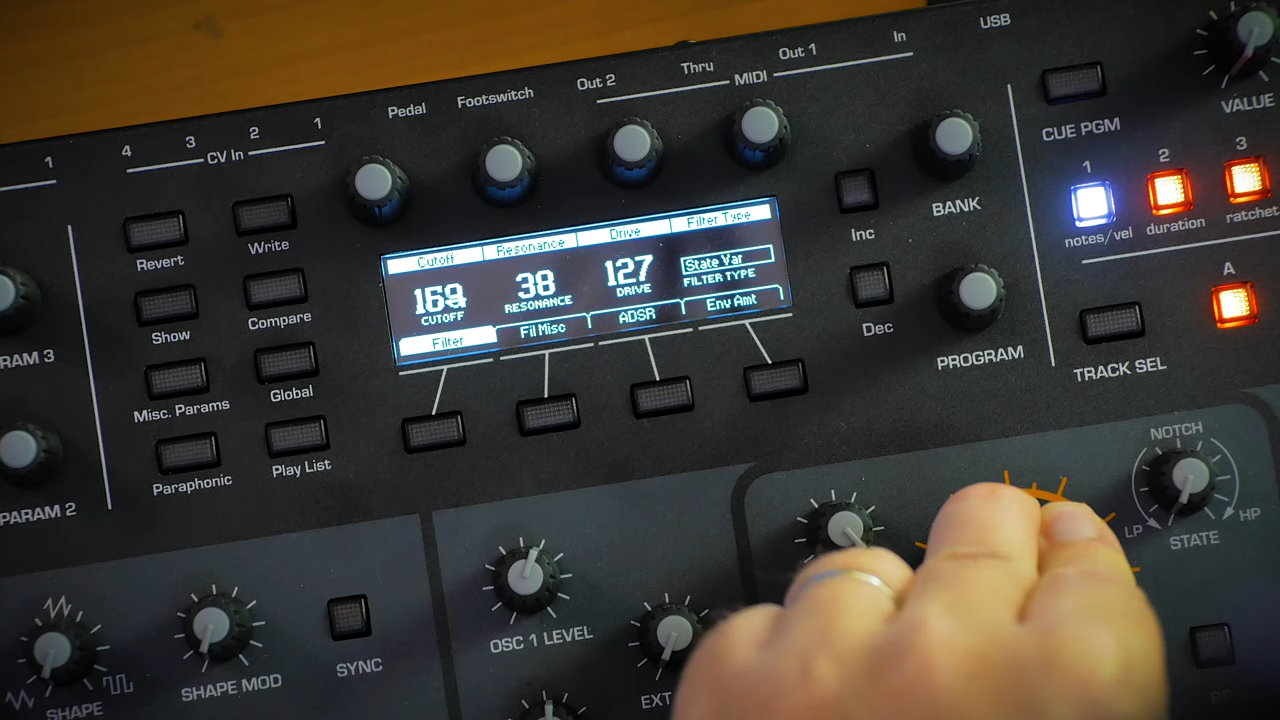 USB
Out 1
In
Thru
MIDI
Out 2
Footswitch
Pedal
VALUE
CUE PGM
1
2
3
CV In
4
3
2
1
1
notes/vel
duration
ratchet
BANK
Inc
Write
Revert
Cutoff
Resonance
Drive
Filter Type
38
127
State Var
CUTOFF
RESONANCE
DRIVE
FILTER TYPE
Filter
Fil Misc
ADSR
Env Amt
A
Dec
PROGRAM
TRACK SEL
Compare
Show
RAM 3
Global
Misc. Params
Play List
Paraphonic
PARAM 2
NOTCH
LP
HP
STATE
OSC 1 LEVEL
EXT
SYNC
SHAPE MOD
SHAPE